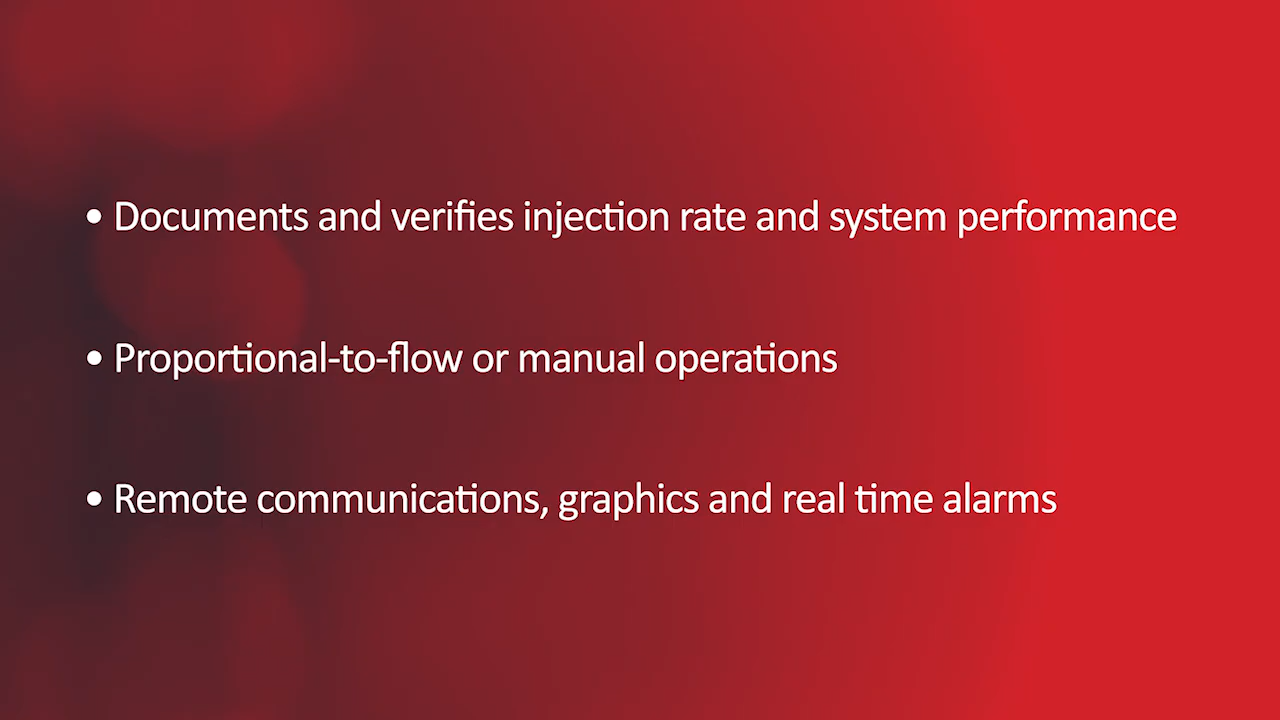 • Documents and verifies injection rate and system performance
• Proportional-to-flow or manual operations
• Remote communications, graphics and real time alarms